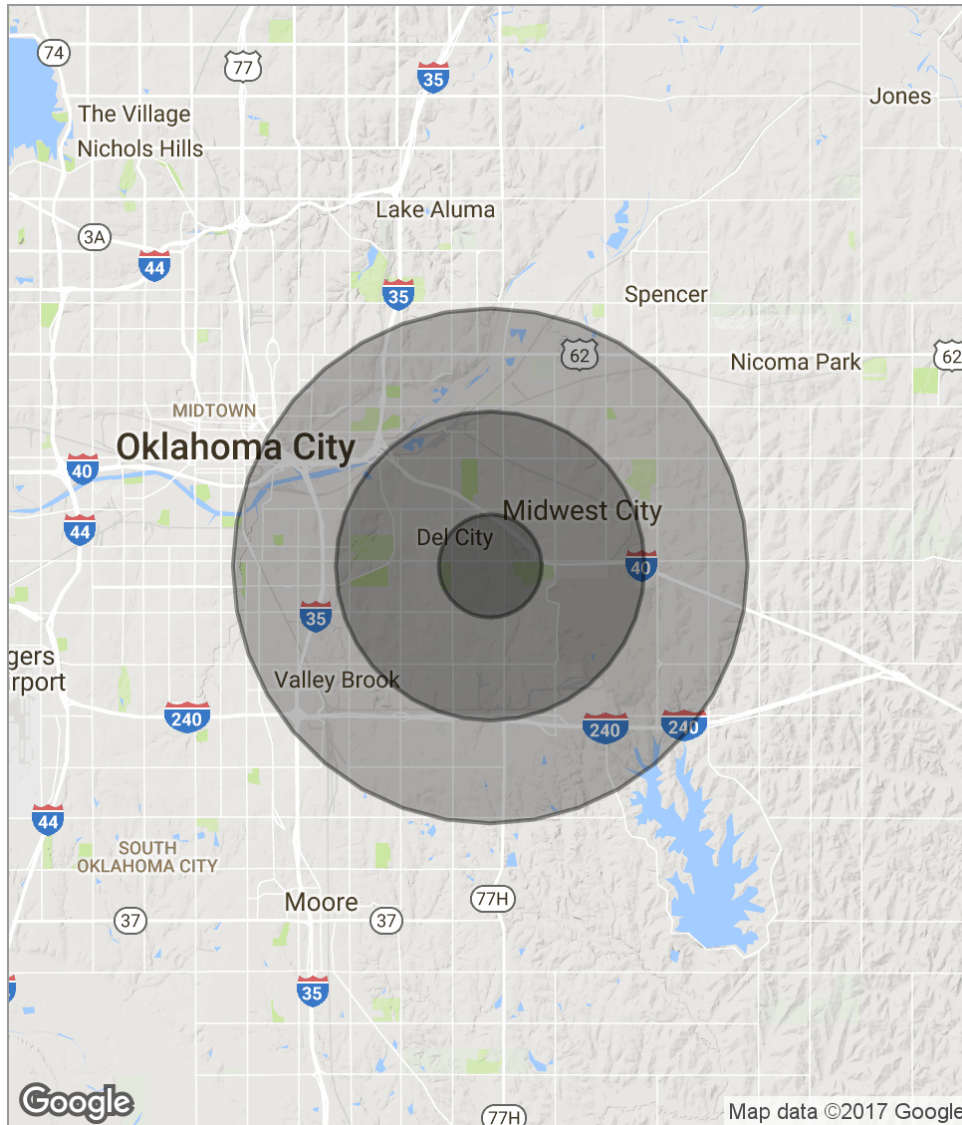 74
77
35
Jones
The Village
Nichols Hills
Lake Aluma
3A
44
35
Spencer
62
Nicoma Park
62
MIDTOWN
Oklahoma City
40
44
Midwest City
Del City
40
35
gers
rport
Valley Brook
240
240
240
44
SOUTH
OKLAHOMA CITY
Moore
77H
37
37
35
Google
77H
Map data ©2017 Google